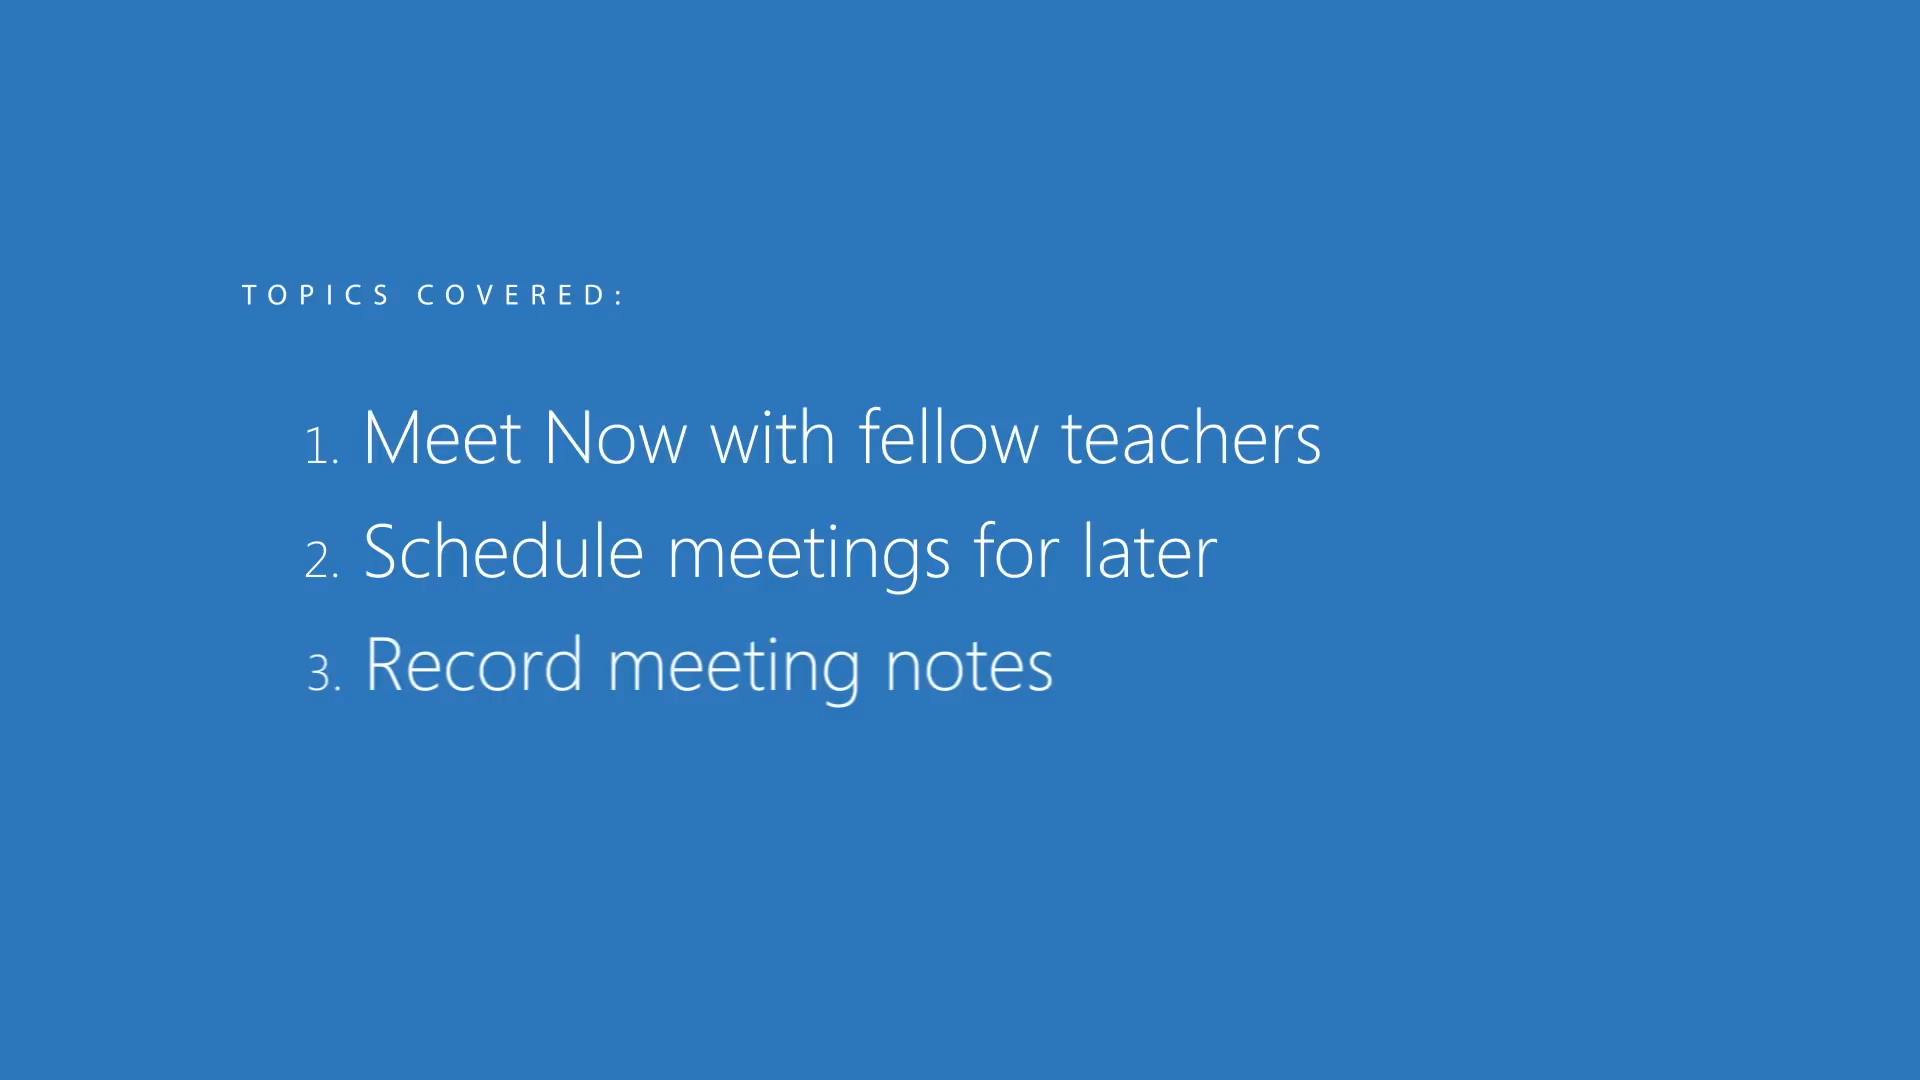 TOPICS COVERED:
1. Meet Now with fellow teachers
2. Schedule meetings for later
3. Record meeting notes